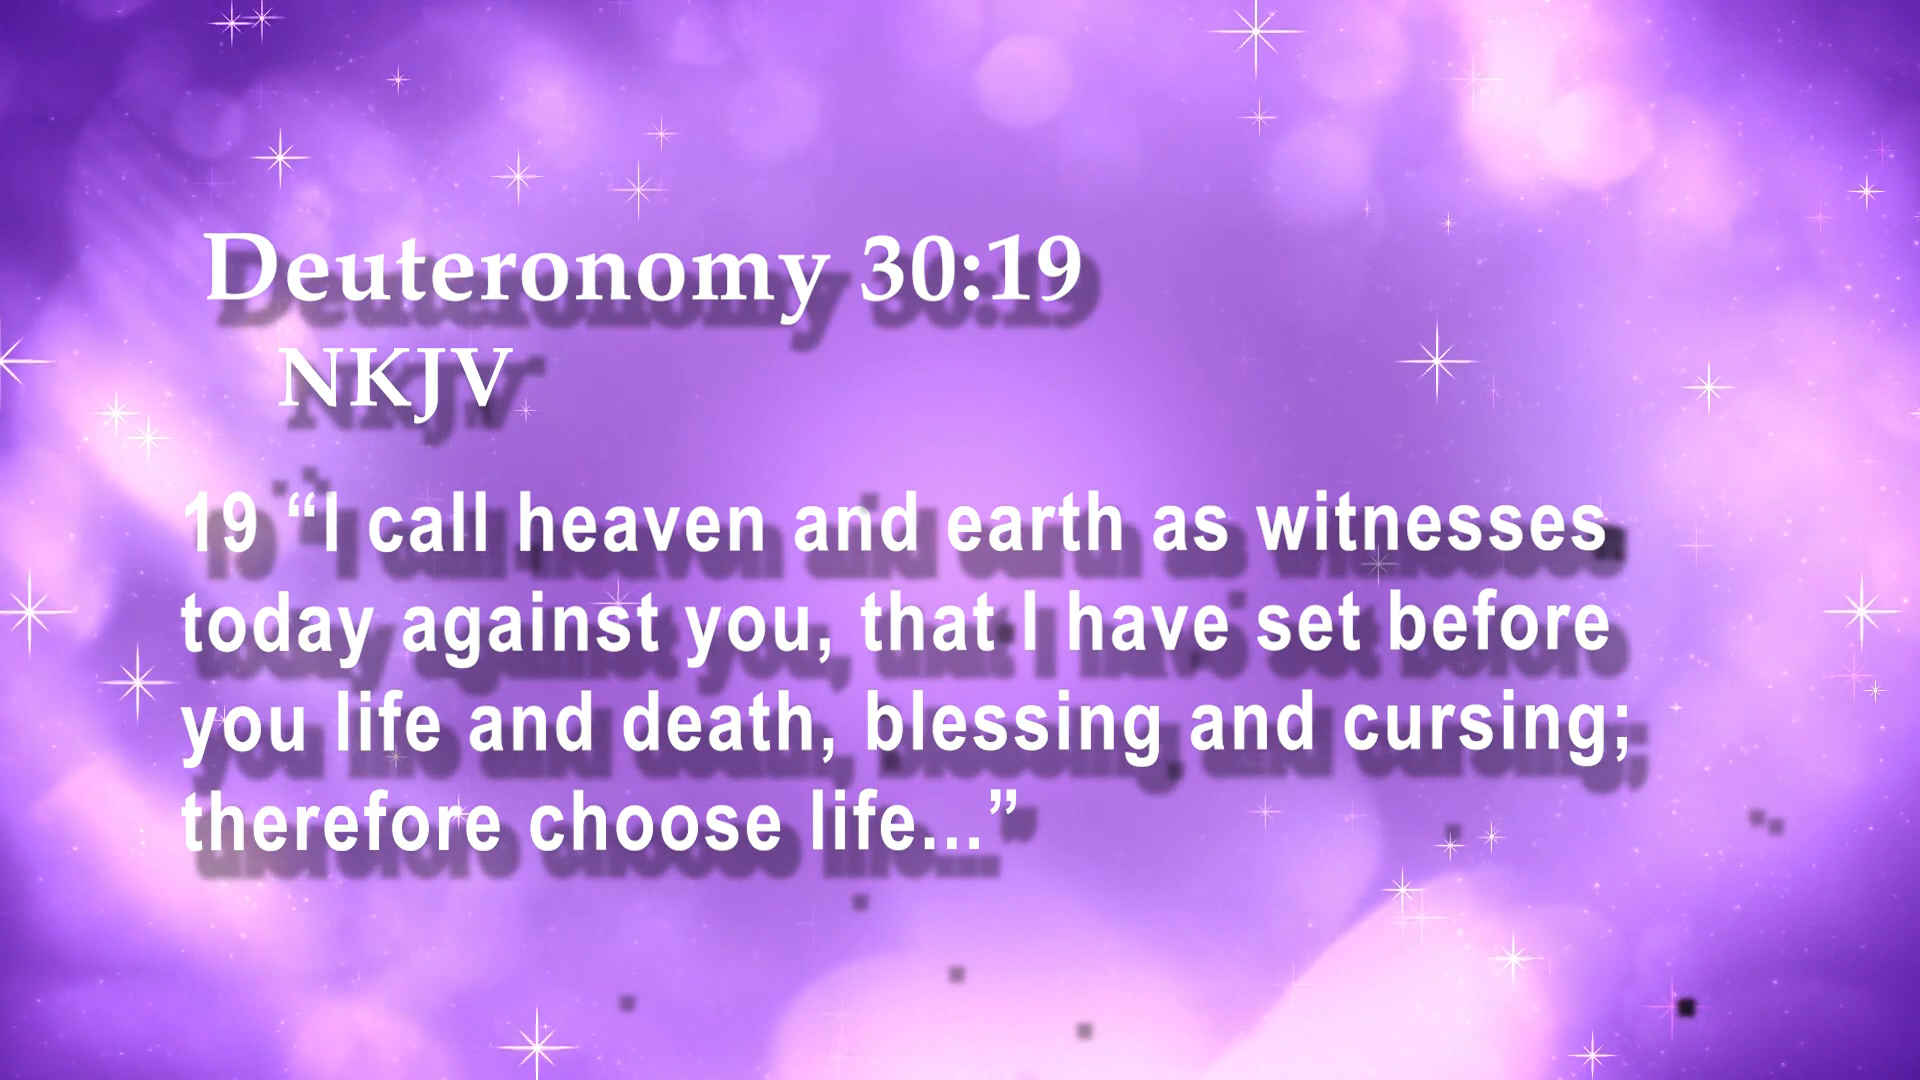 Deuteronomy 30:19
NKJV
19 “I call heaven and earth as witnesses
today against you, that I have set before
you life and death, blessing and cursing;
therefore choose life...”